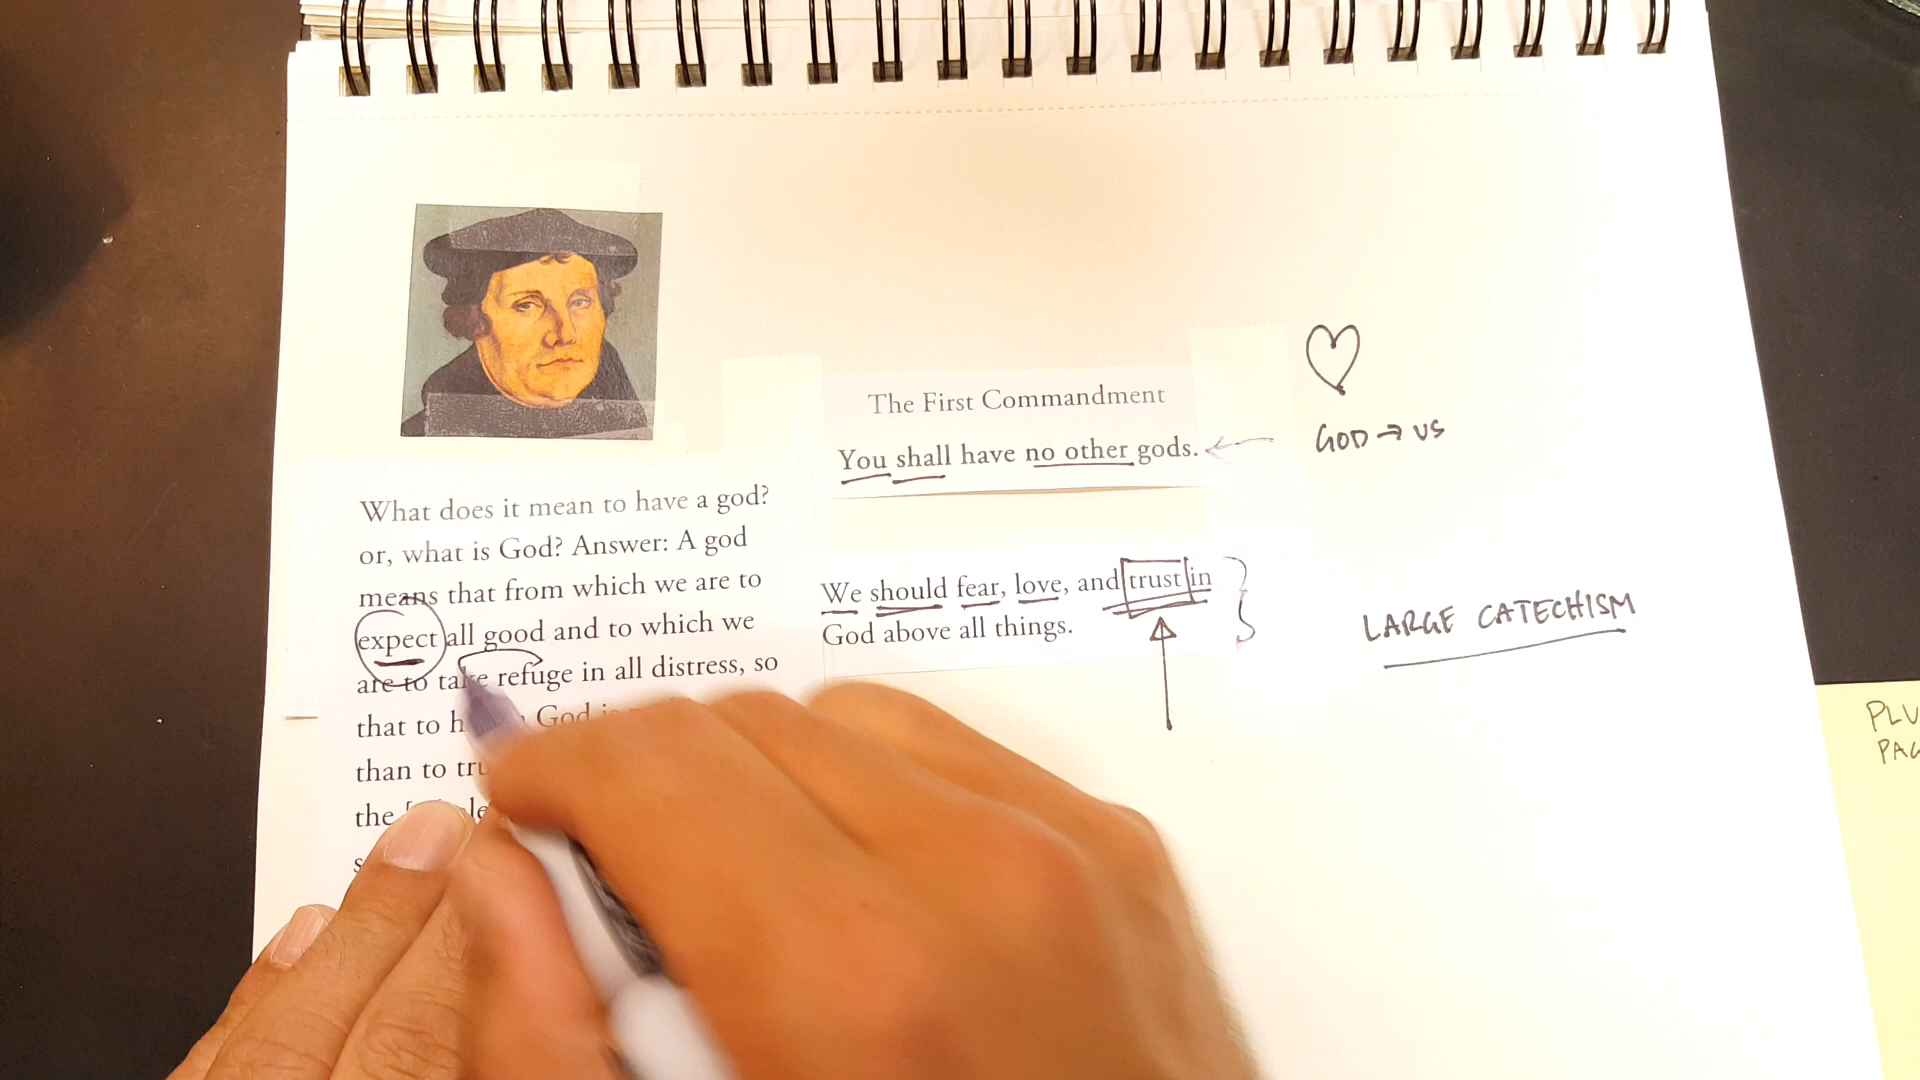 The First Commandment
You shall have no other gods.
GOD → US
We should fear, love, and trust in
God above all things.
LARGE CATECHISM
What does it mean to have a god?
or, what is God? Answer: A god
means that from which we are to
expect all good and to which we
are to take refuge in all distress, so
that to God
than to
the
PLU
PAG